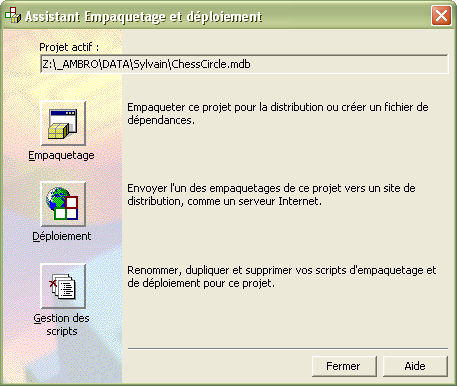 Assistant Empaquetage et déploiement
Projet actif :
Z:\_AMBRO\DATA\Sylvain\ChessCircle.mdb
Empaqueter ce projet pour la distribution ou créer un fichier de
dépendances.
Empaquetage
Envoyer l'un des empaquetages de ce projet vers un site de
distribution, comme un serveur Internet.
Déploiement
Renommer, dupliquer et supprimer vos scripts d'empaquetage et
de déploiement pour ce projet.
Gestion des
scripts
Fermer
Aide